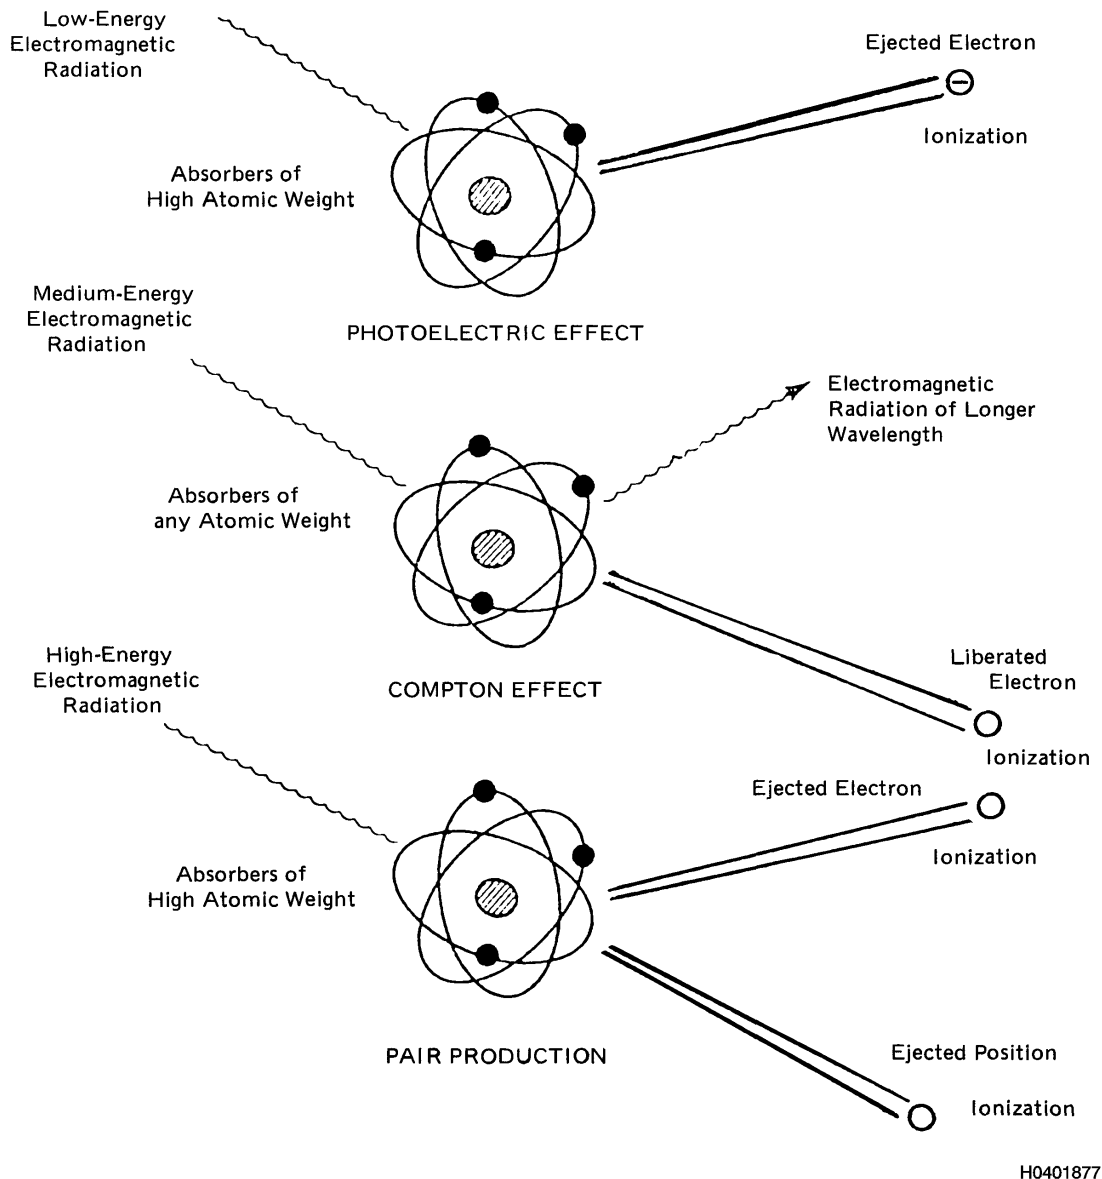 Low-Energy
Electromagnetic
Radiation
Ejected Electron
Ionization
Absorbers of
High Atomic Weight
PHOTOELECTRIC EFFECT
Medium-Energy
Electromagnetic
Radiation
Electromagnetic
Radiation of Longer
Wavelength
Absorbers of
any Atomic Weight
COMPTON EFFECT
Liberated
Electron
Ionization
High-Energy
Electromagnetic
Radiation
Ejected Electron
Ionization
Absorbers of
High Atomic Weight
PAIR PRODUCTION
Ejected Position
Ionization
H0401877